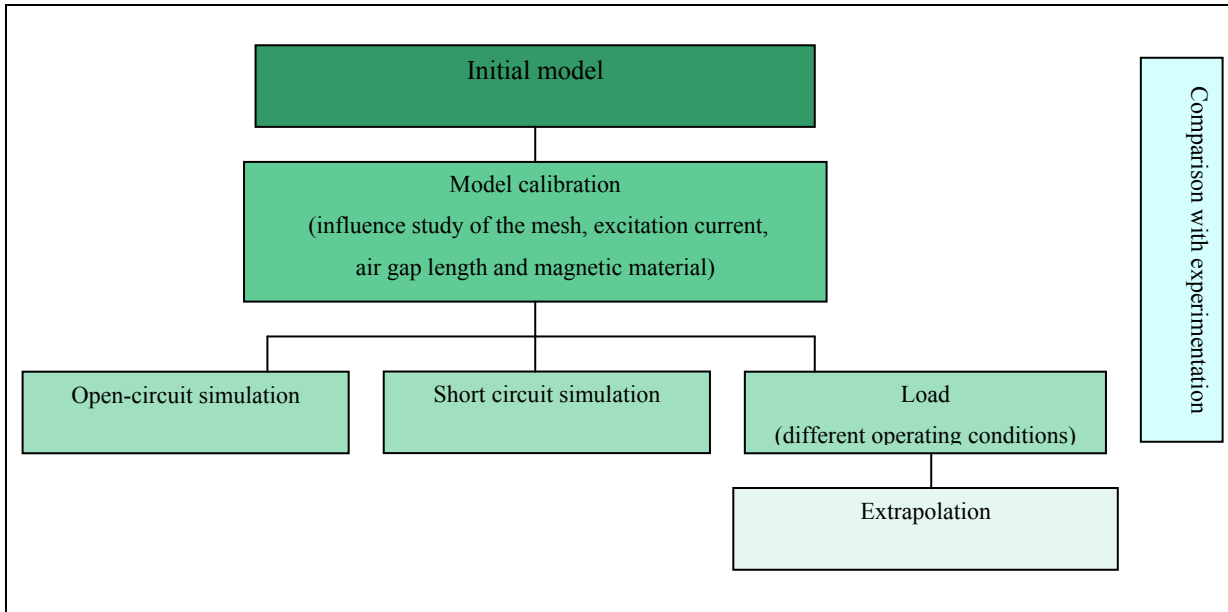 Initial model
Model calibration
(influence study of the mesh, excitation current,
air gap length and magnetic material)
Open-circuit simulation
Short circuit simulation
Load
(different operating conditions)
Extrapolation
Comparison with experimentation